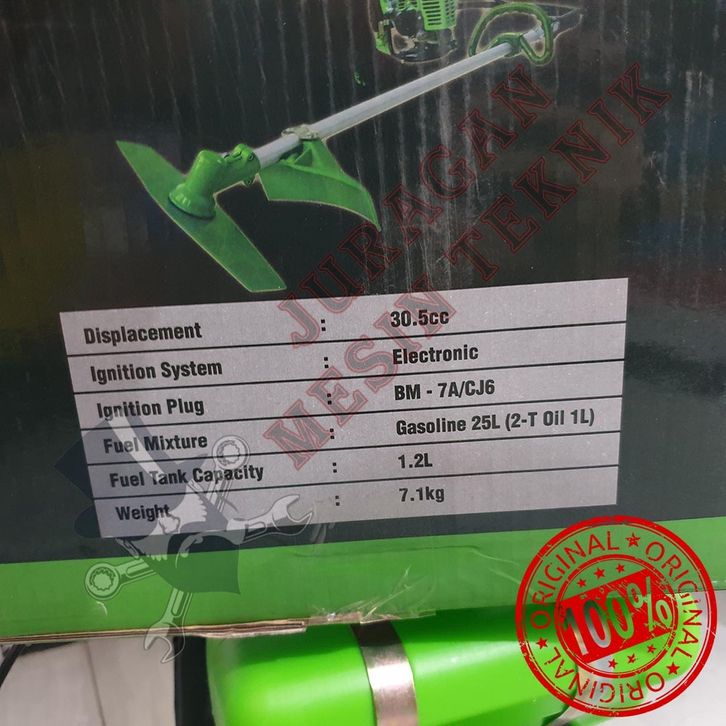 JURAGAN
MESIN TEKNIK
Displacement : 30.5cc
Ignition System : Electronic
Ignition Plug : BM - 7A/CJ6
Fuel Mixture : Gasoline 25L (2-T Oil 1L)
Fuel Tank Capacity : 1.2L
Weight : 7.1kg
ORIGINAL ★ ORIGINAL
100%
ORIGINAL ★ ORIGINAL